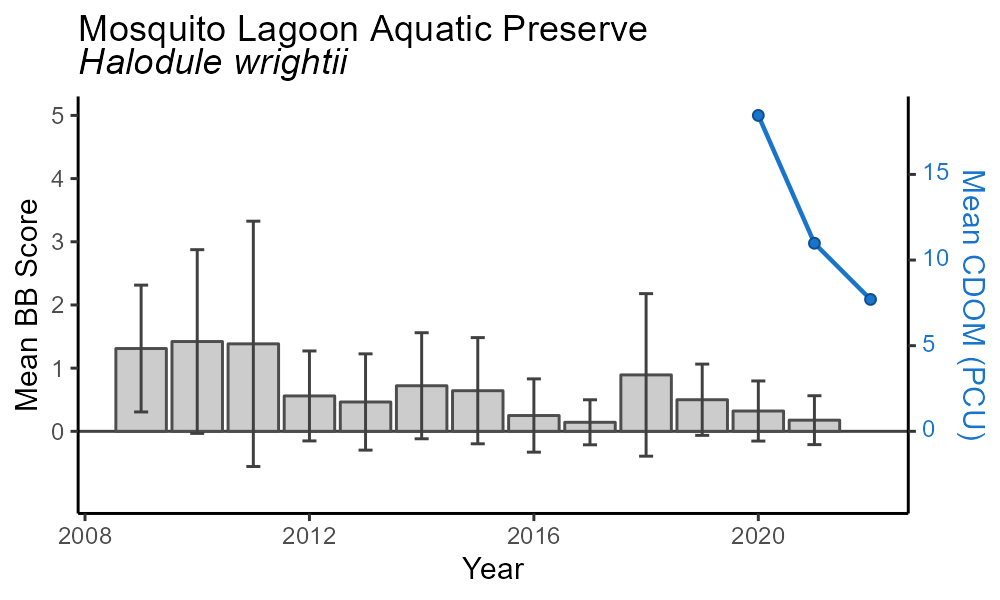 Mosquito Lagoon Aquatic Preserve
Halodule wrightii
5
4
3
2
1
0
Mean BB Score
15
10
5
0
Mean CDOM (PCU)
2008
2012
2016
2020
Year